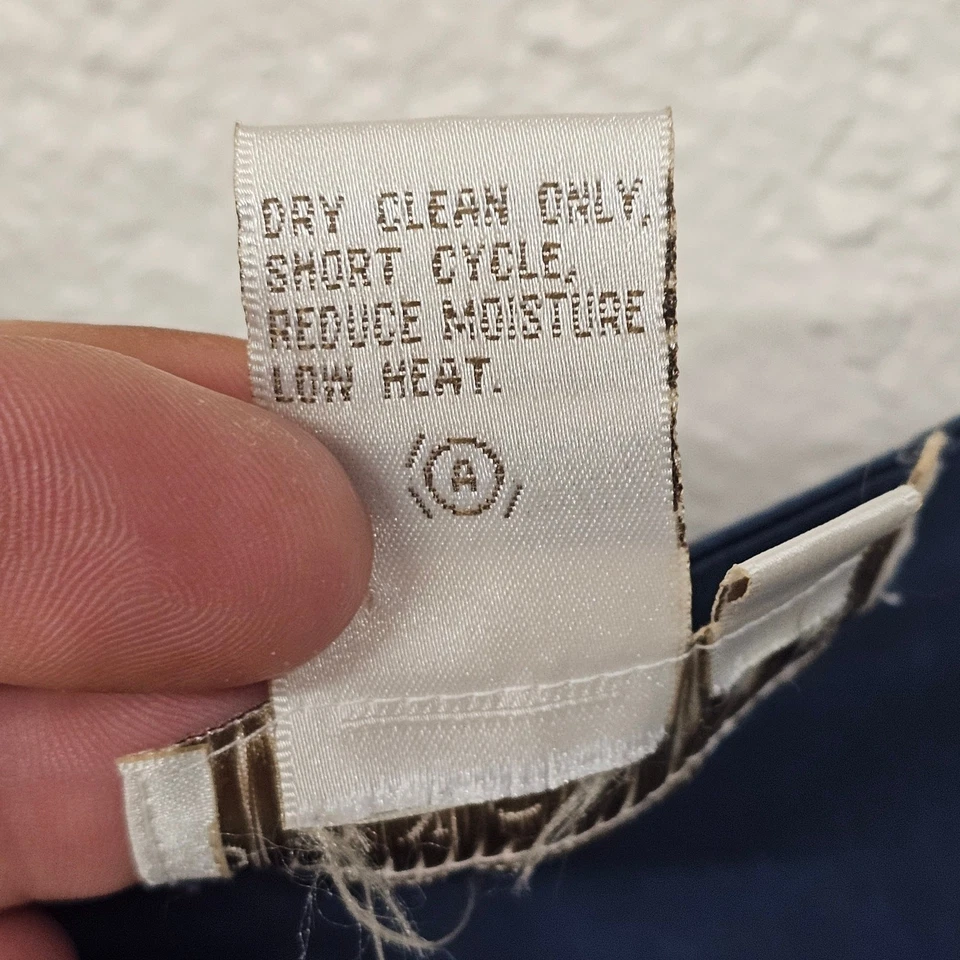 DRY CLEAN ONLY,
SHORT CYCLE,
REDUCE MOISTURE
LOW HEAT.
A